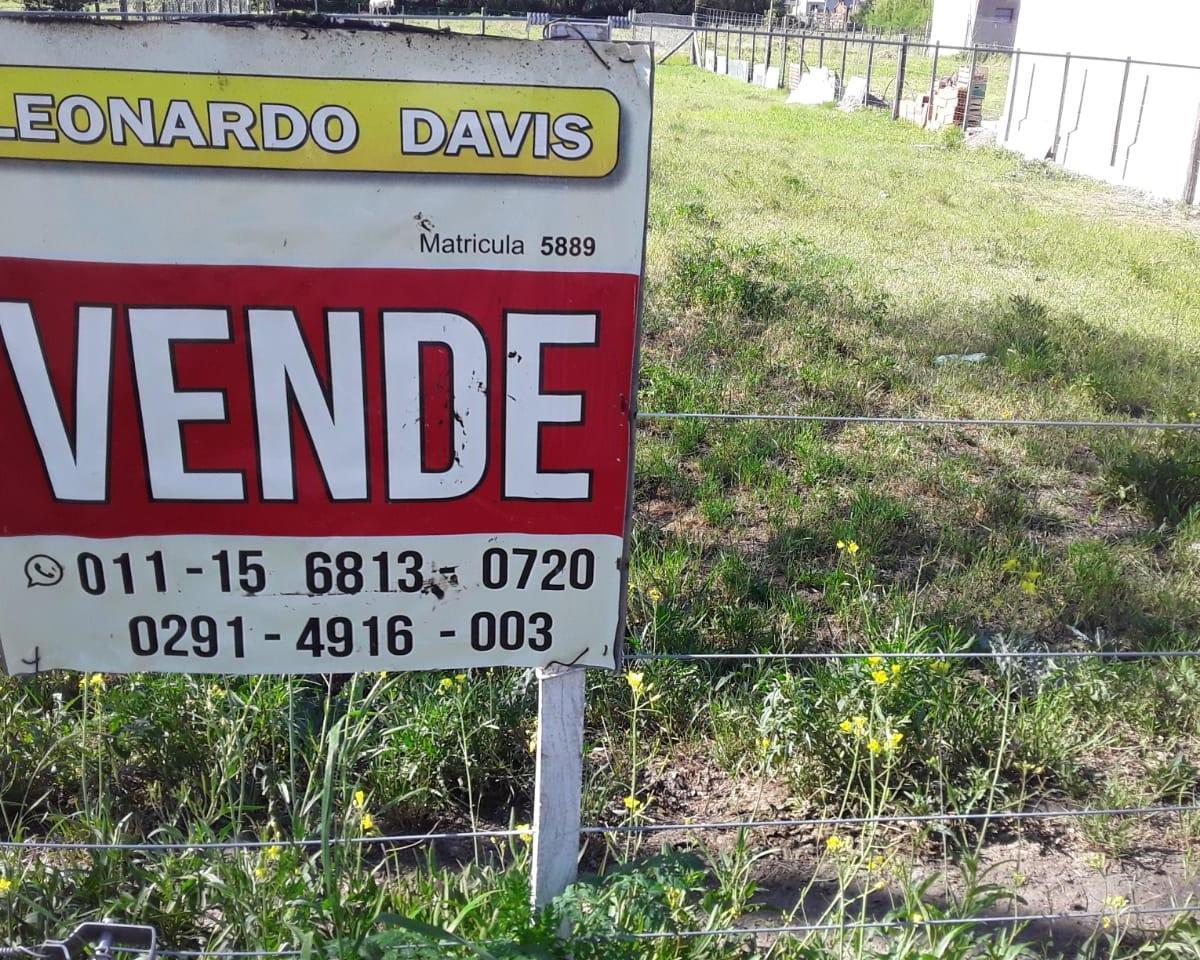 LEONARDO DAVIS
Matricula 5889
VENDE
011-15 6813-0720
0291-4916-003